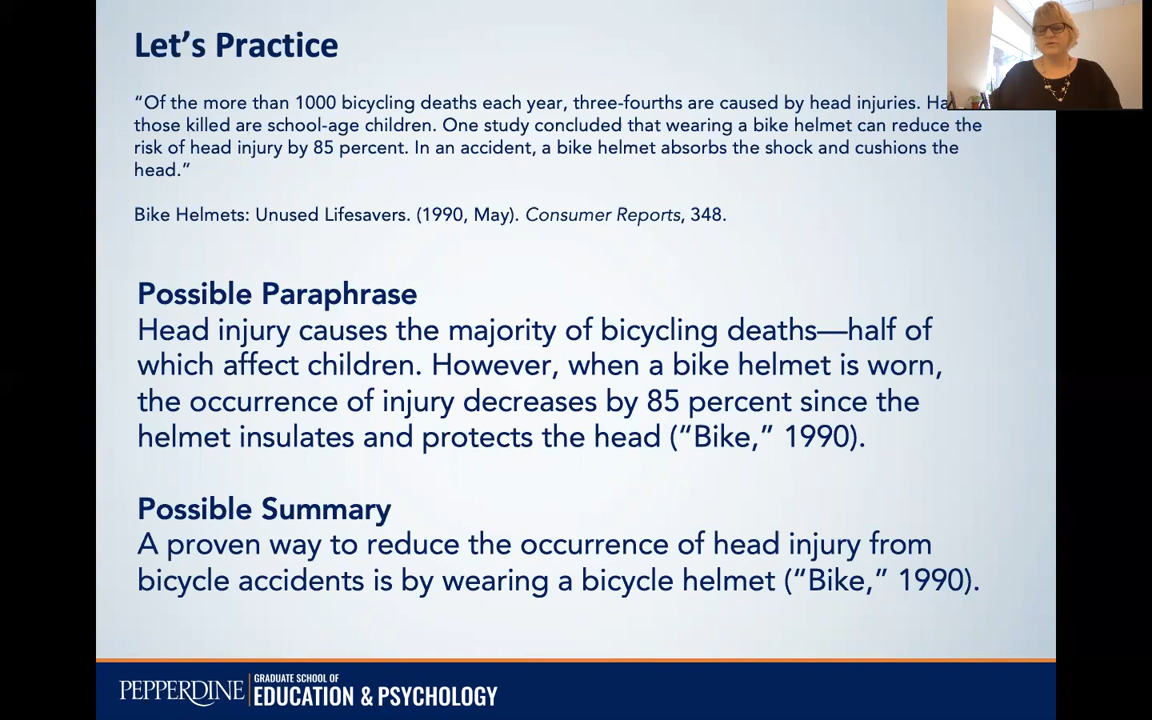 Let’s Practice
“Of the more than 1000 bicycling deaths each year, three-fourths are caused by head injuries.
those killed are school-age children. One study concluded that wearing a bike helmet can reduce the
risk of head injury by 85 percent. In an accident, a bike helmet absorbs the shock and cushions the
head.”
Bike Helmets: Unused Lifesavers. (1990, May). Consumer Reports, 348.
Possible Paraphrase
Head injury causes the majority of bicycling deaths—half of
which affect children. However, when a bike helmet is worn,
the occurrence of injury decreases by 85 percent since the
helmet insulates and protects the head (“Bike,” 1990).
Possible Summary
A proven way to reduce the occurrence of head injury from
bicycle accidents is by wearing a bicycle helmet (“Bike,” 1990).
PEPPERDINE
GRADUATE SCHOOL OF
EDUCATION & PSYCHOLOGY